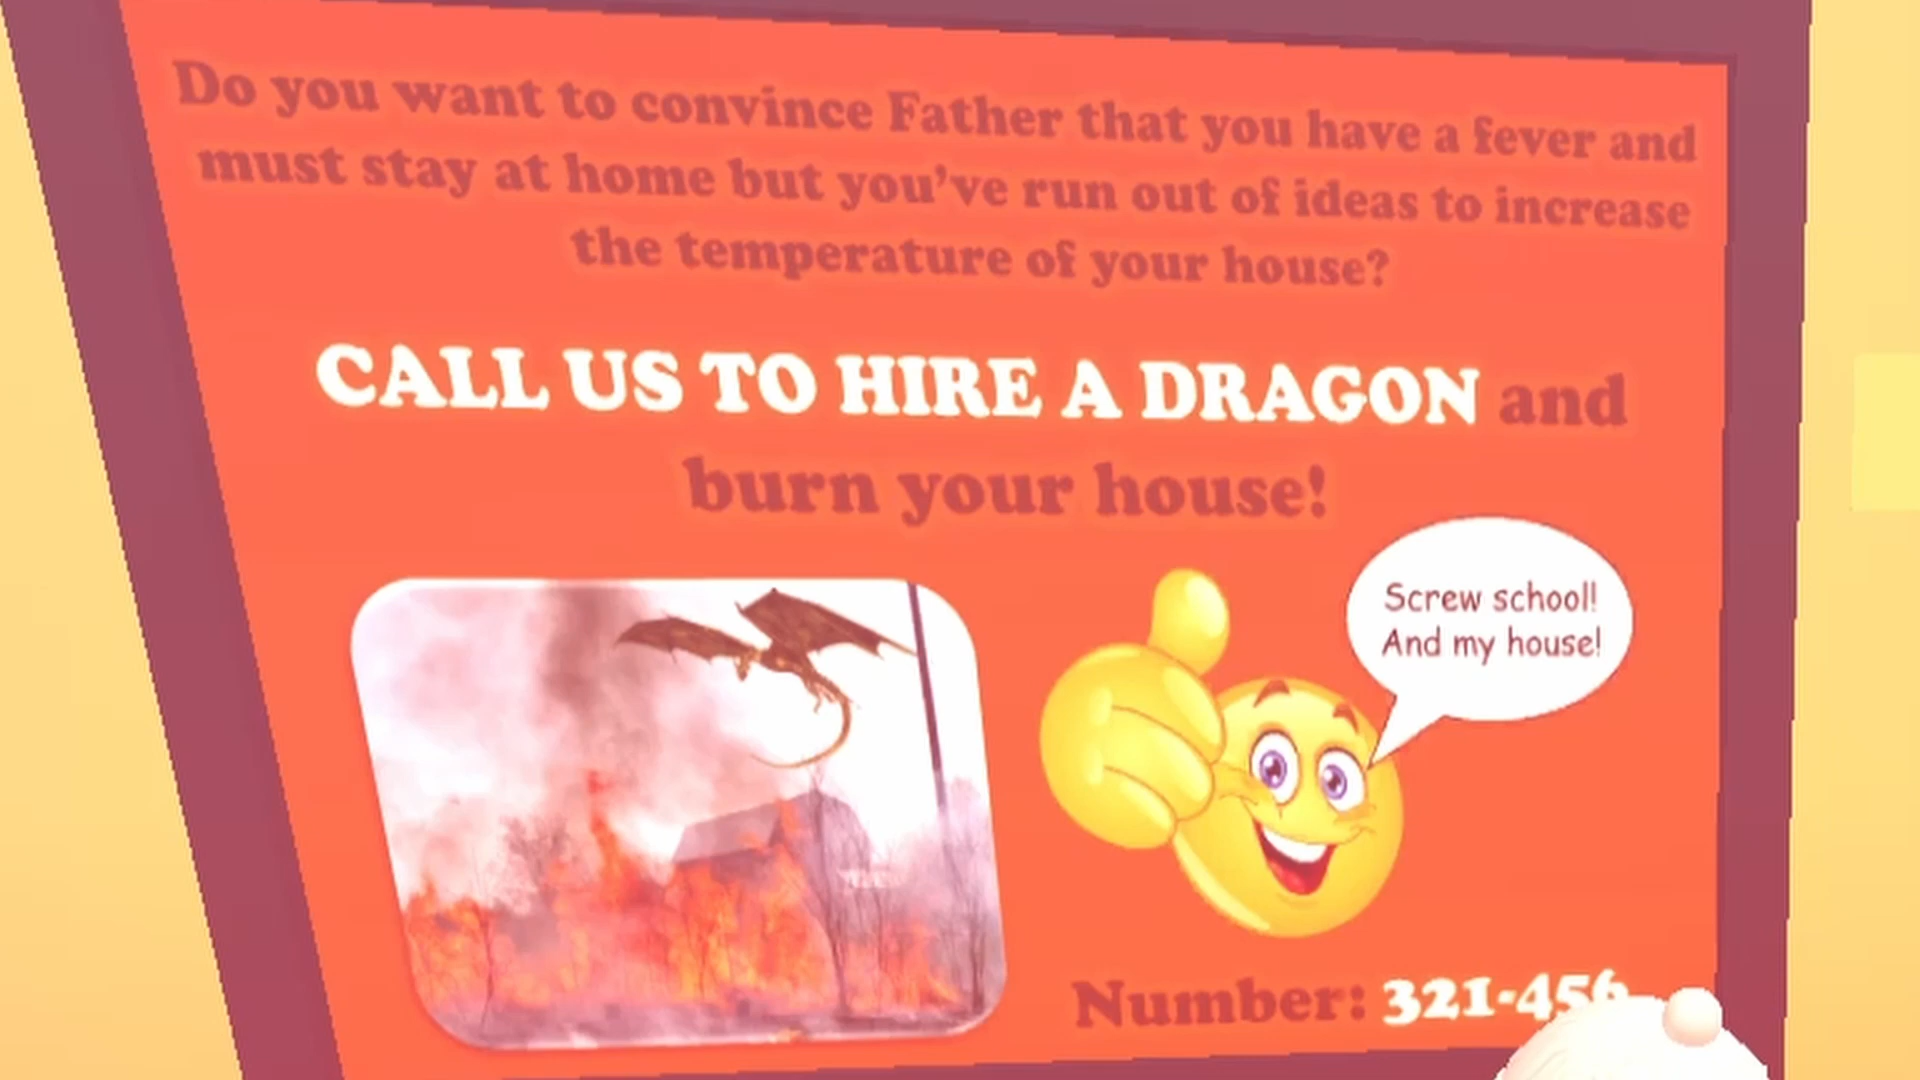 Do you want to convince Father that you have a fever and
must stay at home but you've run out of ideas to increase
the temperature of your house?
CALL US TO HIRE A DRAGON and
burn your house!
Screw school!
And my house!
Number: 321-456